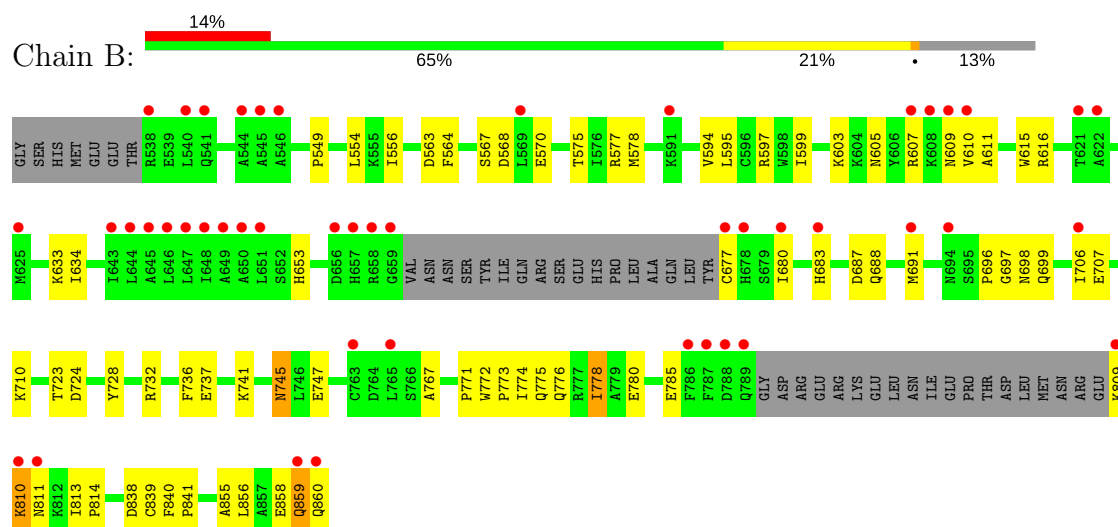 14%
Chain B:
65% 21% • 13%
GLY SER HIS MET GLU GLU THR R538 E539 L540 Q541 A544 A545 A546 P549 L554 K555 I556 D563 F564 S567 D568 L569 E570 T575 I576 R577 M578 K591 V594 L595 C596 R597 W598 I599 K603 K604 N605 Y606 R607 K608 N609 V610 A611 W615 R616 T621 A622
M625 K633 I634 I643 L644 A645 L646 L647 I648 A649 A650 L651 S652 H653 D656 H657 R658 G659 VAL ASN ASN SER TYR ILE GLN ARG SER GLU HIS PRO LEU ALA GLN LEU TYR C677 H678 S679 I680 H683 D687 Q688 M691 N694 S695 P696 G697 N698 Q699 I706 E707
K710 T723 D724 Y728 R732 F736 E737 K741 N745 L746 E747 C763 D764 L765 S766 A767 P771 W772 P773 I774 Q775 Q776 R777 I778 A779 E780 E785 F786 F787 D788 Q789 GLY ASP ARG GLU ARG LYS GLU LEU ASN ILE GLU PRO THR ASP LEU MET ASN ARG GLU K809
K810 N811 K812 I813 P814 D838 C839 F840 P841 A855 L856 A857 E858 Q859 Q860